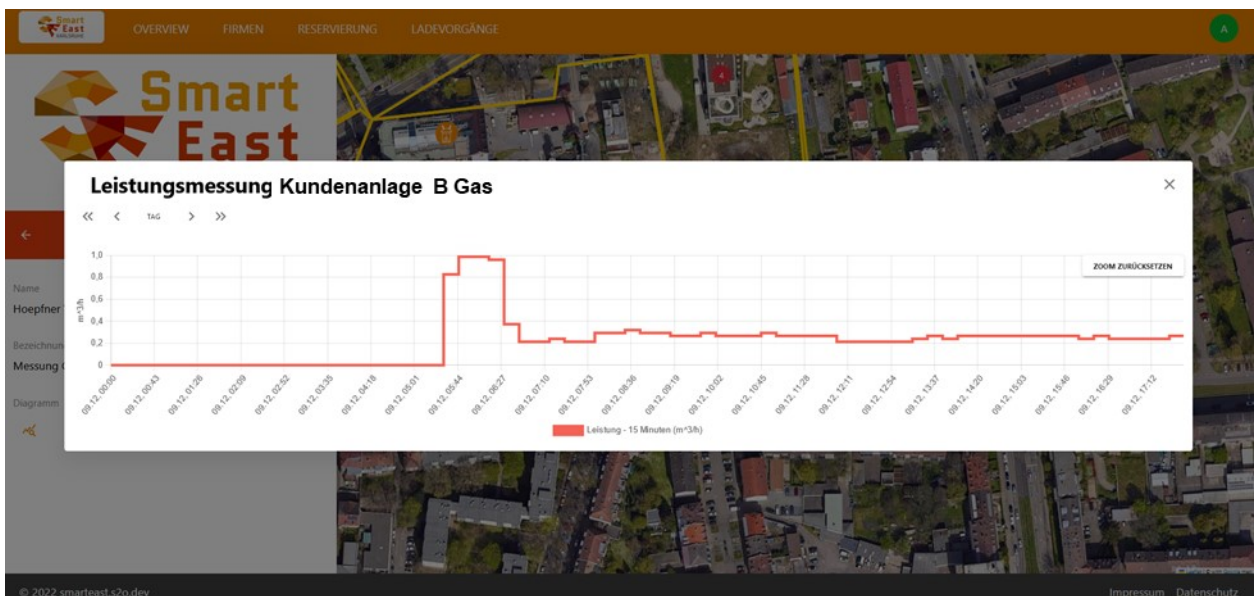 Smart East KARLSRUHE
OVERVIEW FIRMEN RESERVIERUNG LADEVORGÄNGE
A
Smart
East
4
Leistungsmessung Kundenanlage B Gas
TAG
ZOOM ZURÜCKSETZEN
Name
Hoepfner
Bezeichnun
Messung
Diagramm
m^3/h
1,0
0,8
0,6
0,4
0,2
0
09.12, 00:00
09.12, 00:43
09.12, 01:26
09.12, 02:09
09.12, 02:52
09.12, 03:35
09.12, 04:18
09.12, 05:01
09.12, 05:44
09.12, 06:27
09.12, 07:10
09.12, 07:53
09.12, 08:36
09.12, 09:19
09.12, 10:02
09.12, 10:45
09.12, 11:28
09.12, 12:11
09.12, 12:54
09.12, 13:37
09.12, 14:20
09.12, 15:03
09.12, 15:46
09.12, 16:29
09.12, 17:12
Leistung - 15 Minuten (m^3/h)
© 2022 smarteast.s2o.dev
Impressum Datenschutz